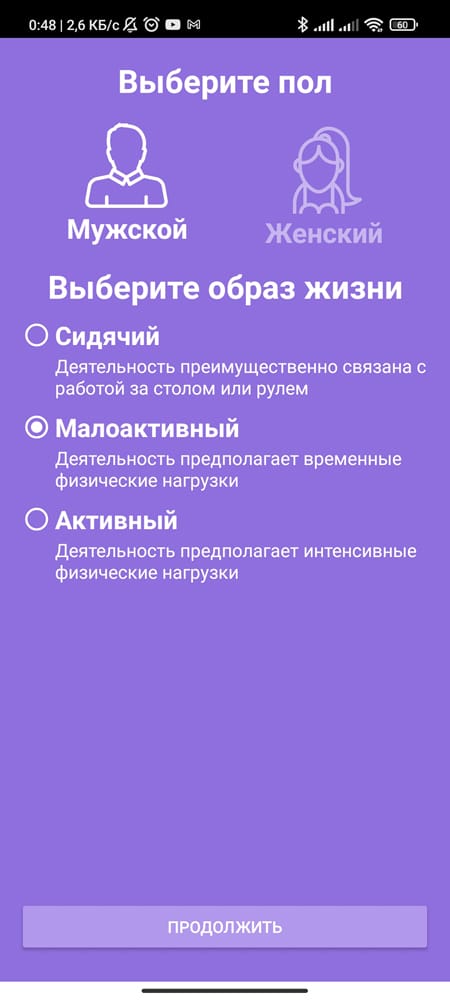 0:48 | 2,6 КБ/с
60
Выберите пол
Мужской
Женский
Выберите образ жизни
Сидячий
Деятельность преимущественно связана с
работой за столом или рулем
Малоактивный
Деятельность предполагает временные
физические нагрузки
Активный
Деятельность предполагает интенсивные
физические нагрузки
ПРОДОЛЖИТЬ